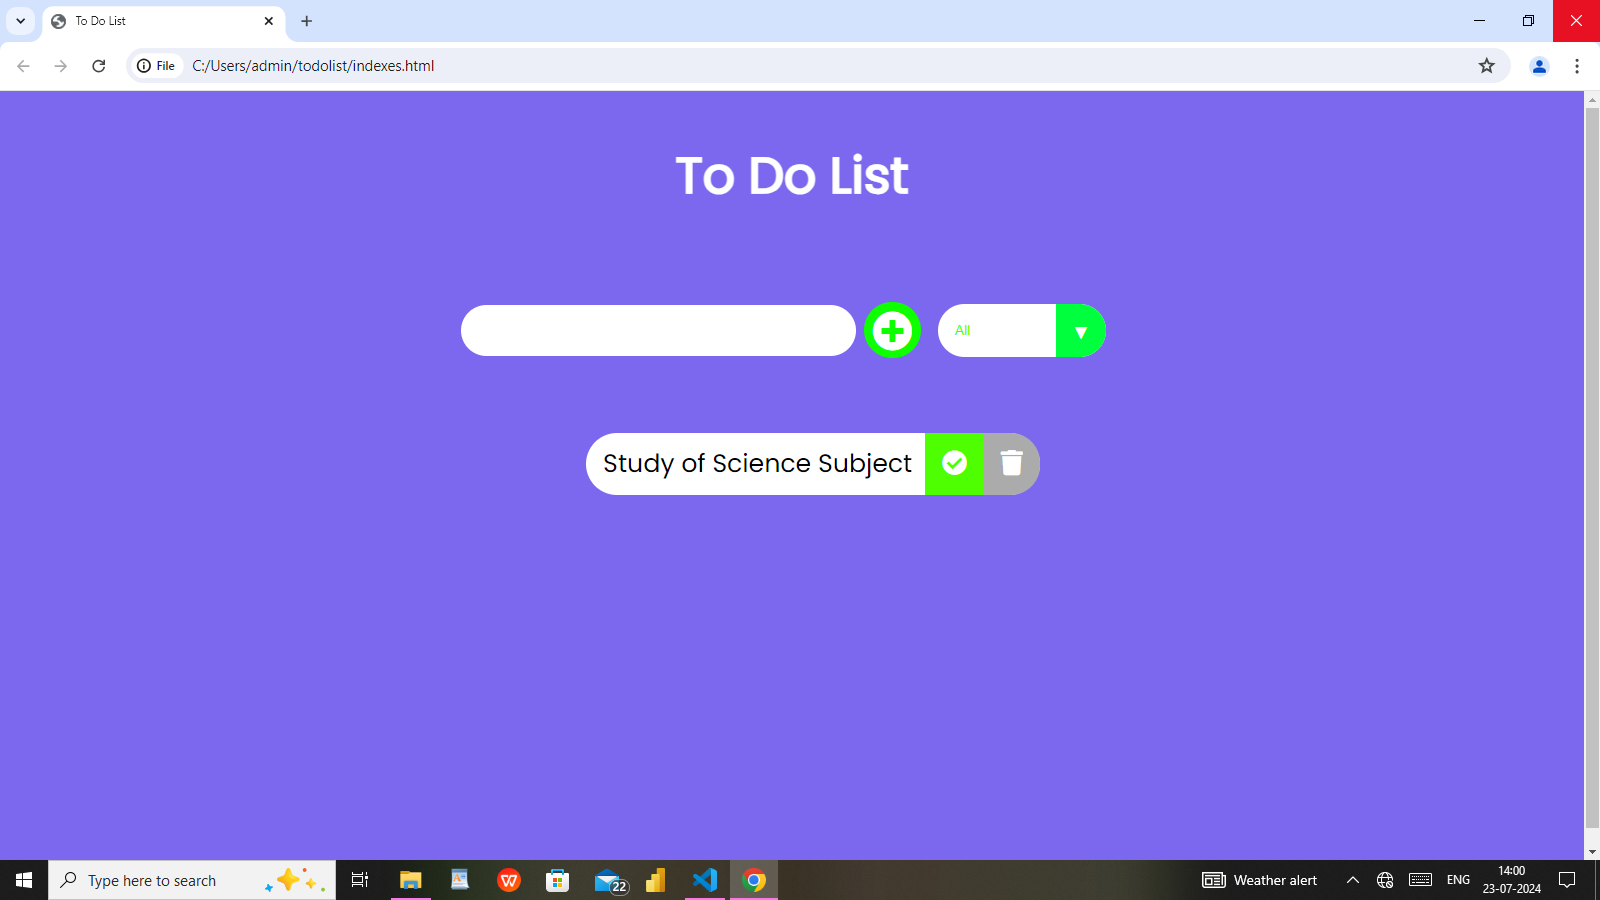 To Do List
File
C:/Users/admin/todolist/indexes.html
To Do List
All
Study of Science Subject
Type here to search
W
22
Weather alert
ENG
14:00
23-07-2024